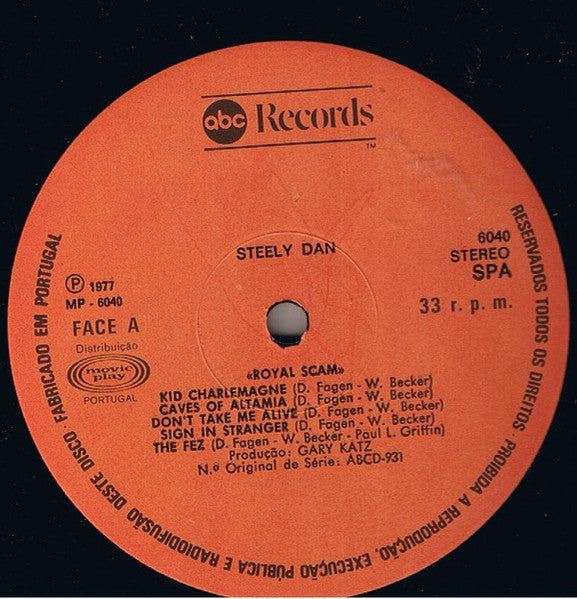 abc Records
TM
STEELY DAN
6040
STEREO
SPA
Ⓟ 1977
MP - 6040
FACE A
33 r. p. m.
Distribuição
movie
play
PORTUGAL
«ROYAL SCAM»
KID CHARLEMAGNE (D. Fagen - W. Becker)
CAVES OF ALTAMIA (D. Fagen - W. Becker)
DON'T TAKE ME ALIVE (D. Fagen - W. Becker)
SIGN IN STRANGER (D. Fagen - W. Becker)
THE FEZ (D. Fagen - W. Becker - Paul L. Griffin)
Produção: GARY KATZ
N.º Original de Série: ABCD-931
RESERVADOS TODOS OS DIREITOS. PROIBIDA A REPRODUÇÃO, EXECUÇÃO PÚBLICA E RADIODIFUSÃO DESTE DISCO · FABRICADO EM PORTUGAL